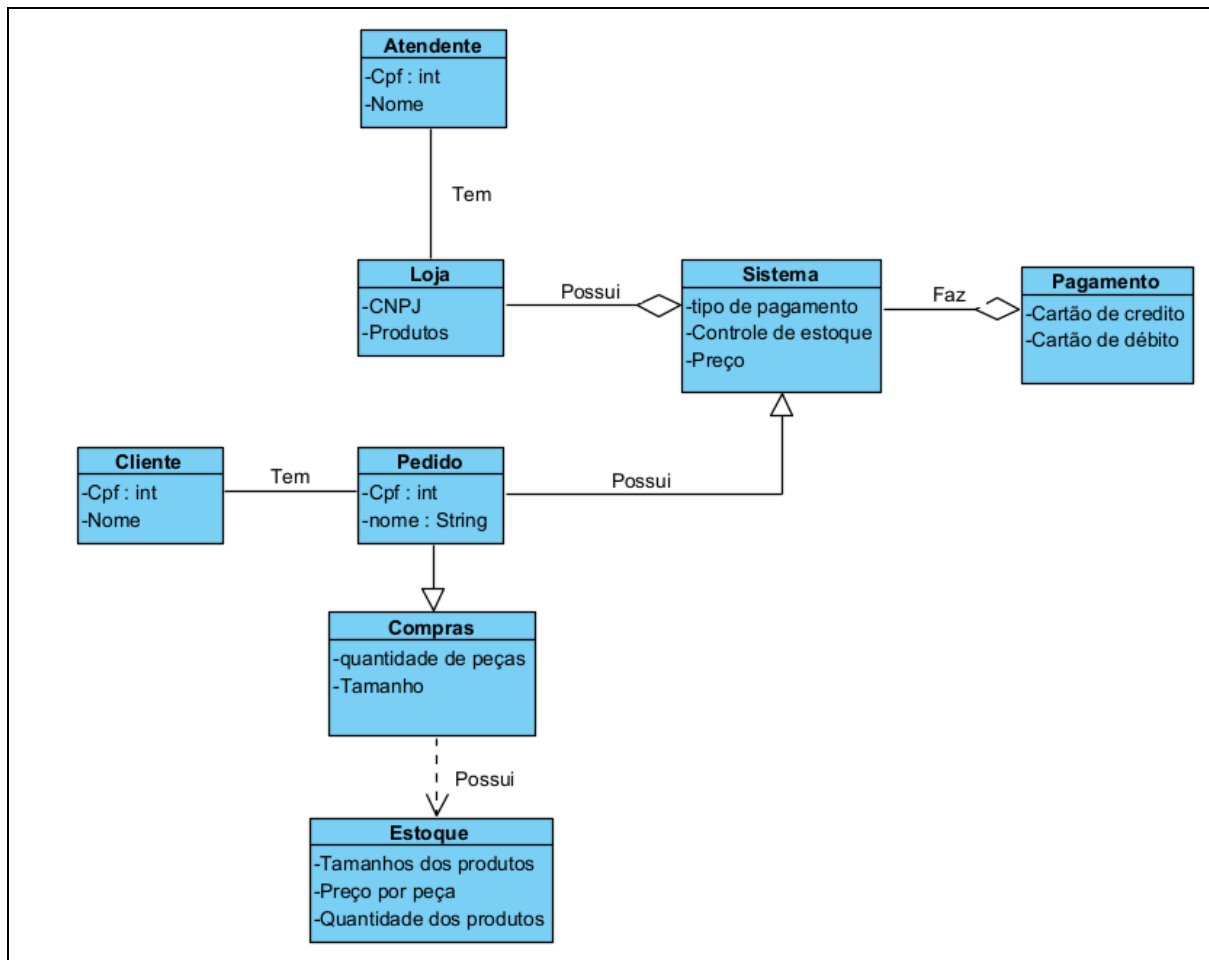 Atendente
-Cpf : int
-Nome
Tem
Loja
-CNPJ
-Produtos
Possui
Sistema
-tipo de pagamento
-Controle de estoque
-Preço
Faz
Pagamento
-Cartão de credito
-Cartão de débito
Cliente
-Cpf : int
-Nome
Tem
Pedido
-Cpf : int
-nome : String
Possui
Compras
-quantidade de peças
-Tamanho
Possui
Estoque
-Tamanhos dos produtos
-Preço por peça
-Quantidade dos produtos